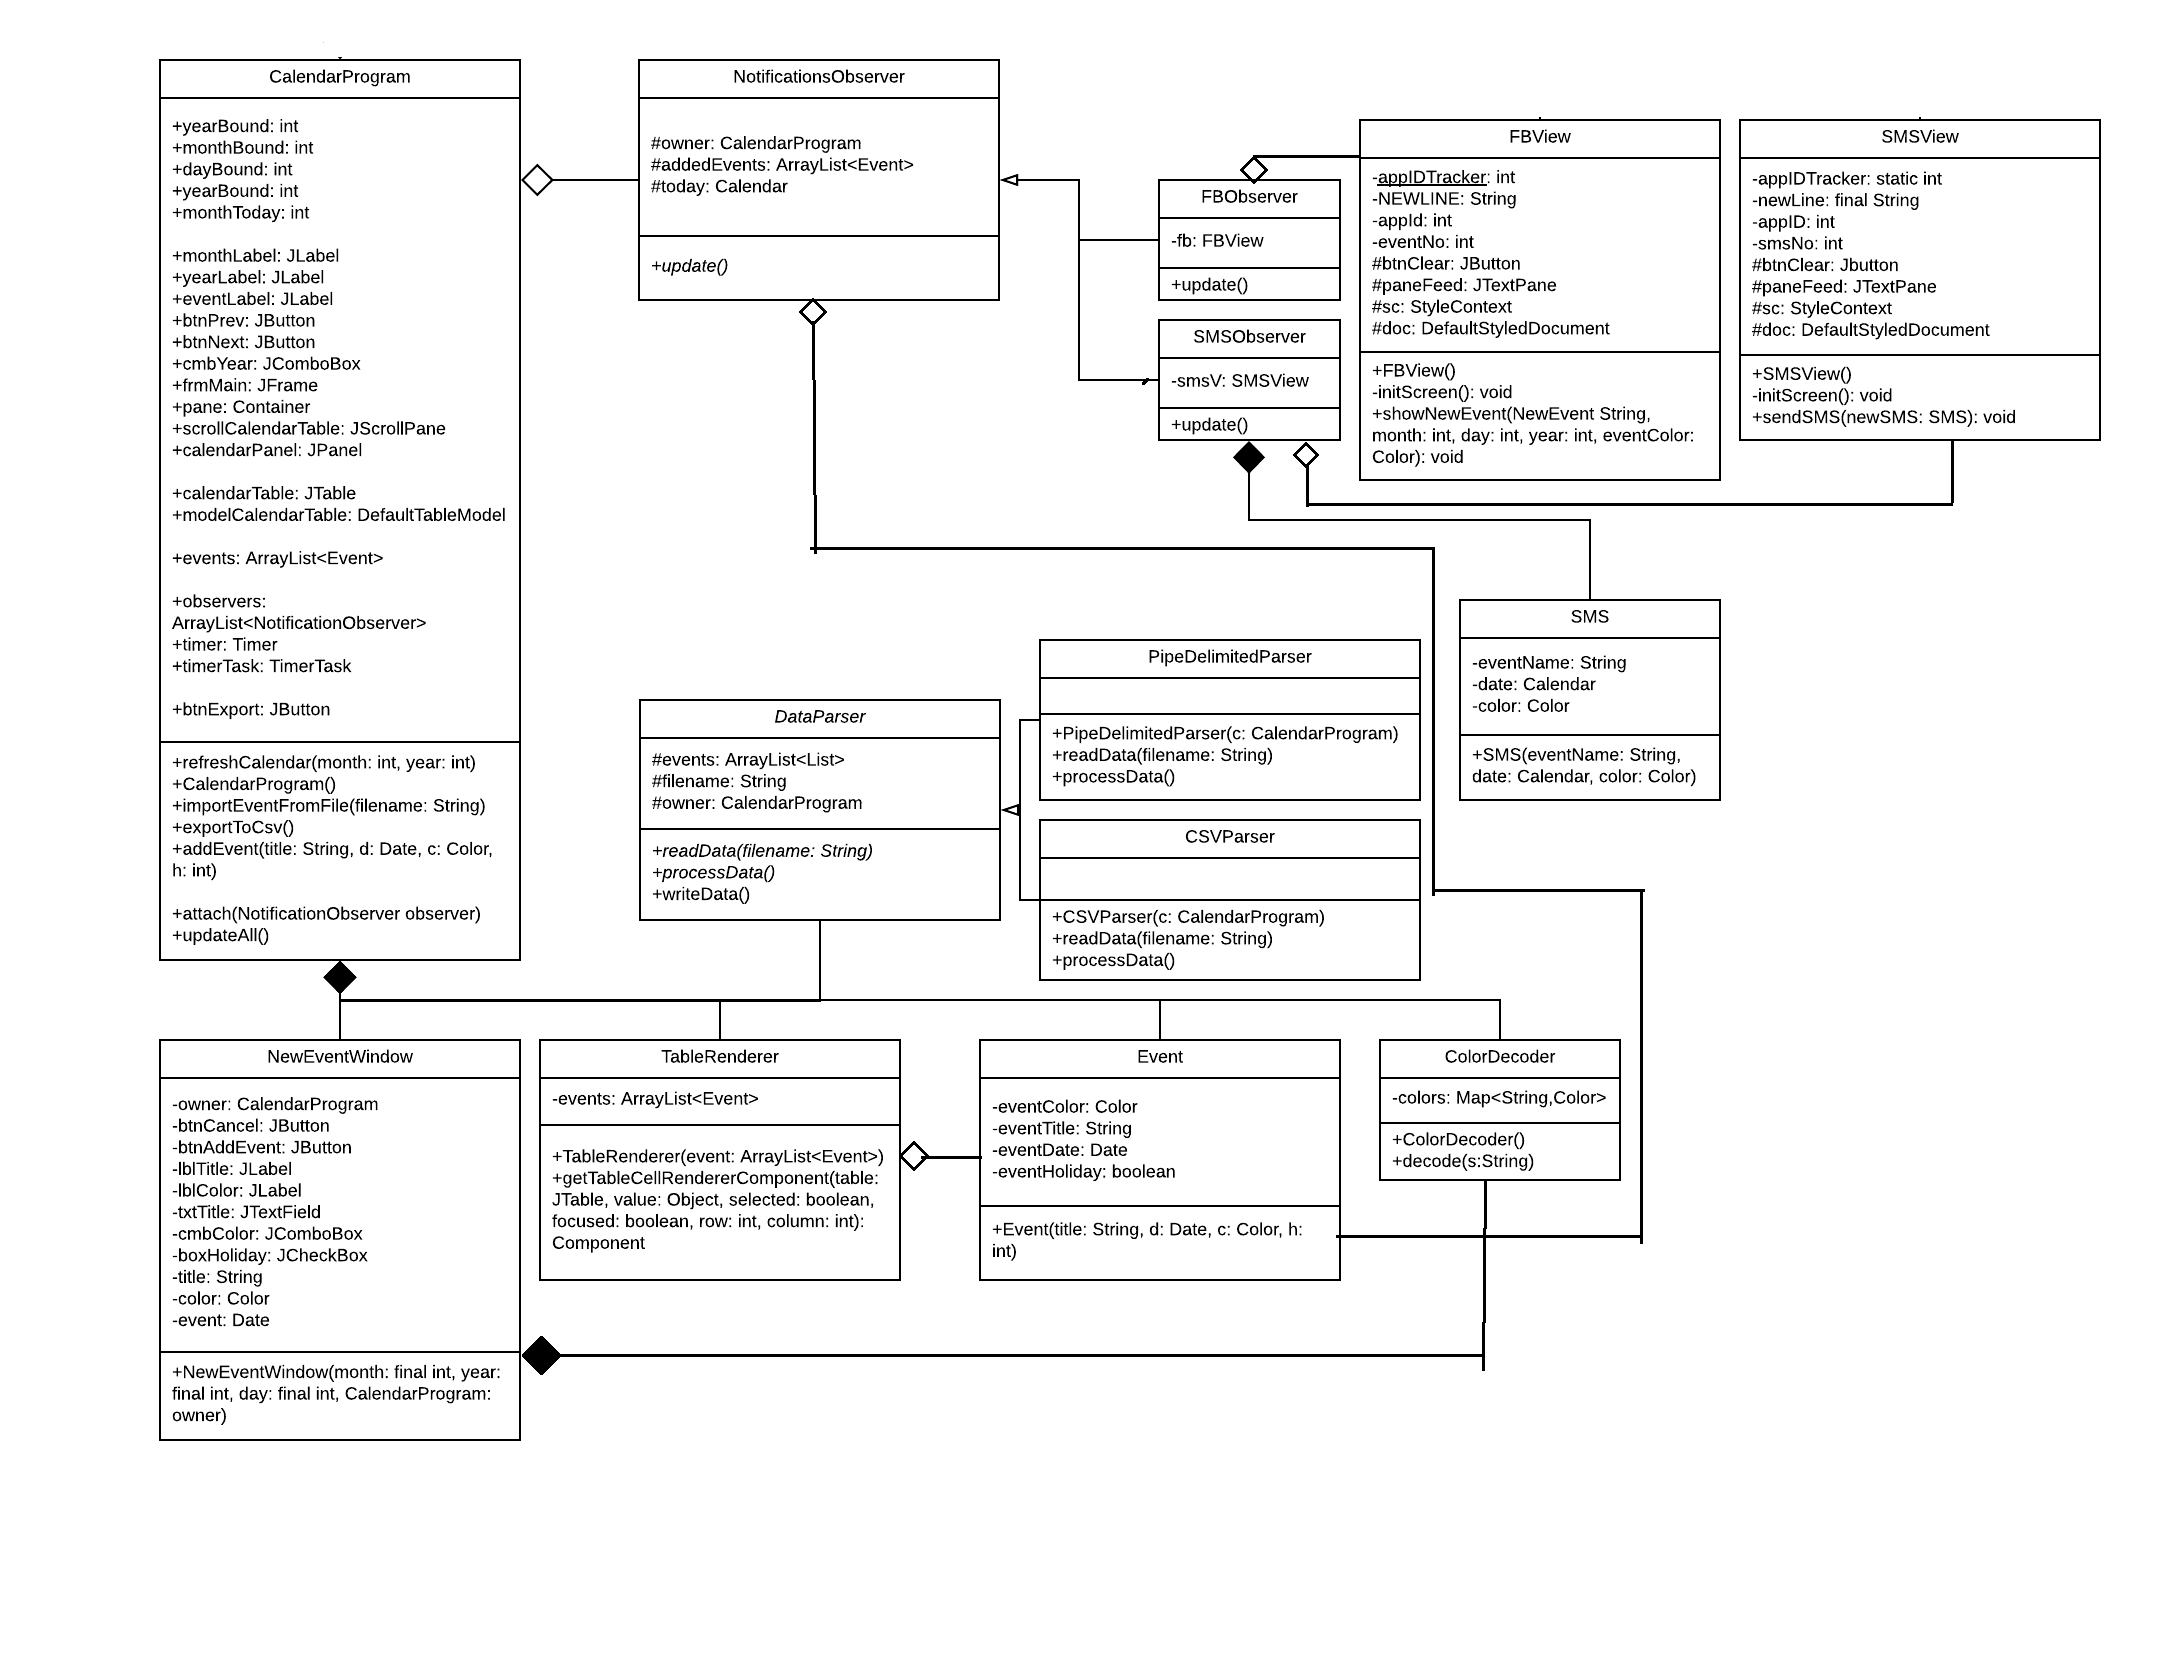 CalendarProgram
+yearBound: int
+monthBound: int
+dayBound: int
+yearBound: int
+monthToday: int
+monthLabel: JLabel
+yearLabel: JLabel
+eventLabel: JLabel
+btnPrev: JButton
+btnNext: JButton
+cmbYear: JComboBox
+frmMain: JFrame
+pane: Container
+scrollCalendarTable: JScrollPane
+calendarPanel: JPanel
+calendarTable: JTable
+modelCalendarTable: DefaultTableModel
+events: ArrayList<Event>
+observers:
ArrayList<NotificationObserver>
+timer: Timer
+timerTask: TimerTask
+btnExport: JButton
+refreshCalendar(month: int, year: int)
+CalendarProgram()
+importEventFromFile(filename: String)
+exportToCsv()
+addEvent(title: String, d: Date, c: Color,
h: int)
+attach(NotificationObserver observer)
+updateAll()
NotificationsObserver
#owner: CalendarProgram
#addedEvents: ArrayList<Event>
#today: Calendar
+update()
FBObserver
-fb: FBView
+update()
SMSObserver
-smsV: SMSView
+update()
FBView
-appIDTracker: int
-NEWLINE: String
-appId: int
-eventNo: int
#btnClear: JButton
#paneFeed: JTextPane
#sc: StyleContext
#doc: DefaultStyledDocument
+FBView()
-initScreen(): void
+showNewEvent(NewEvent String,
month: int, day: int, year: int, eventColor:
Color): void
SMSView
-appIDTracker: static int
-newLine: final String
-appID: int
-smsNo: int
#btnClear: Jbutton
#paneFeed: JTextPane
#sc: StyleContext
#doc: DefaultStyledDocument
+SMSView()
-initScreen(): void
+sendSMS(newSMS: SMS): void
SMS
-eventName: String
-date: Calendar
-color: Color
+SMS(eventName: String,
date: Calendar, color: Color)
PipeDelimitedParser
+PipeDelimitedParser(c: CalendarProgram)
+readData(filename: String)
+processData()
DataParser
#events: ArrayList<List>
#filename: String
#owner: CalendarProgram
+readData(filename: String)
+processData()
+writeData()
CSVParser
+CSVParser(c: CalendarProgram)
+readData(filename: String)
+processData()
NewEventWindow
-owner: CalendarProgram
-btnCancel: JButton
-btnAddEvent: JButton
-lblTitle: JLabel
-lblColor: JLabel
-txtTitle: JTextField
-cmbColor: JComboBox
-boxHoliday: JCheckBox
-title: String
-color: Color
-event: Date
+NewEventWindow(month: final int, year:
final int, day: final int, CalendarProgram:
owner)
TableRenderer
-events: ArrayList<Event>
+TableRenderer(event: ArrayList<Event>)
+getTableCellRendererComponent(table:
JTable, value: Object, selected: boolean,
focused: boolean, row: int, column: int):
Component
Event
-eventColor: Color
-eventTitle: String
-eventDate: Date
-eventHoliday: boolean
+Event(title: String, d: Date, c: Color, h:
int)
ColorDecoder
-colors: Map<String,Color>
+ColorDecoder()
+decode(s:String)